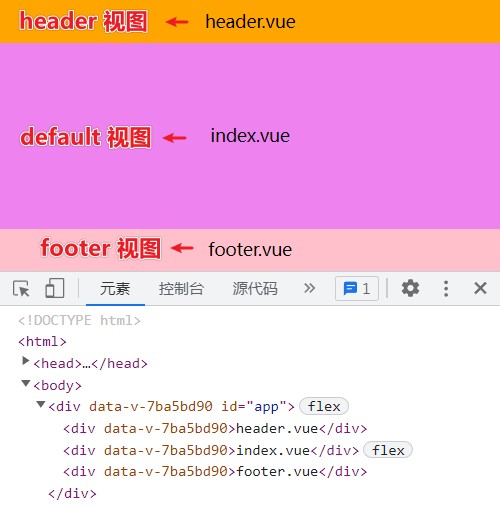 header 视图 header.vue
default 视图 index.vue
footer 视图 footer.vue
元素 控制台 源代码 » 1
<!DOCTYPE html>
<html>
<head>…</head>
<body>
<div data-v-7ba5bd90 id="app"> flex
<div data-v-7ba5bd90>header.vue</div>
<div data-v-7ba5bd90>index.vue</div> flex
<div data-v-7ba5bd90>footer.vue</div>
</div>